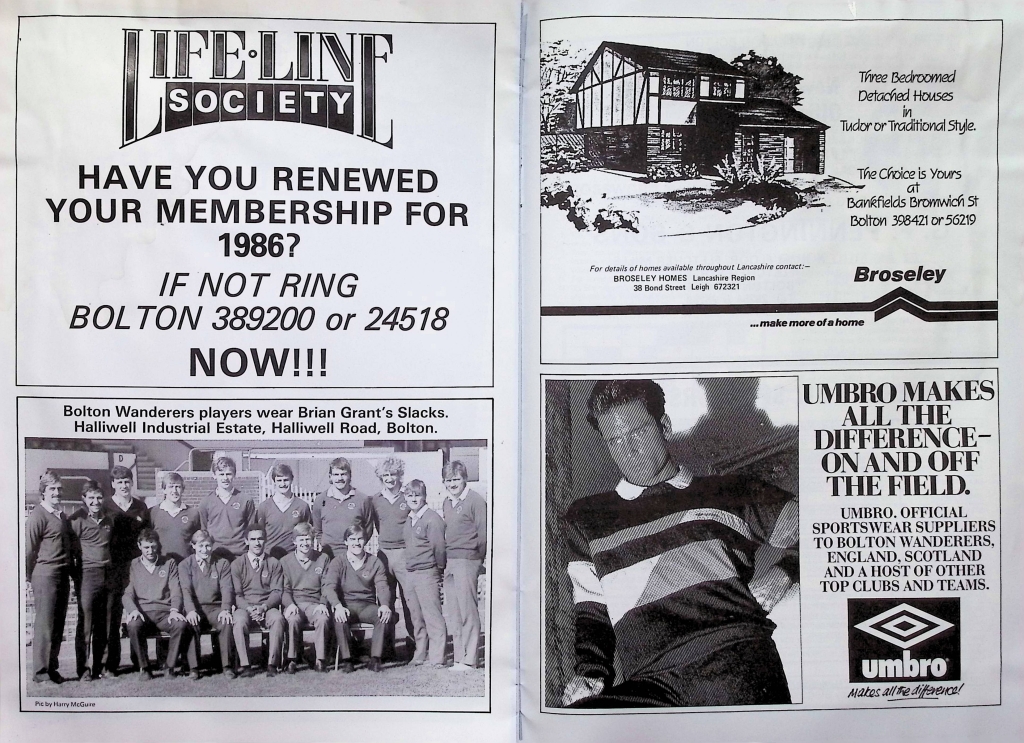 LIFE-LINE
SOCIETY
HAVE YOU RENEWED
YOUR MEMBERSHIP FOR
1986?
IF NOT RING
BOLTON 389200 or 24518
NOW!!!
Bolton Wanderers players wear Brian Grant's Slacks.
Halliwell Industrial Estate, Halliwell Road, Bolton.
D
Pic by Harry McGuire
Three Bedroomed
Detached Houses
in
Tudor or Traditional Style.
The Choice is Yours
at
Bankfields Bromwich St
Bolton 398421 or 56219
For details of homes available throughout Lancashire contact:—
BROSELEY HOMES Lancashire Region
38 Bond Street Leigh 672321
Broseley
...make more of a home
UMBRO MAKES
ALL THE
DIFFERENCE–
ON AND OFF
THE FIELD.
UMBRO. OFFICIAL
SPORTSWEAR SUPPLIERS
TO BOLTON WANDERERS,
ENGLAND, SCOTLAND
AND A HOST OF OTHER
TOP CLUBS AND TEAMS.
umbro
Makes all the difference!